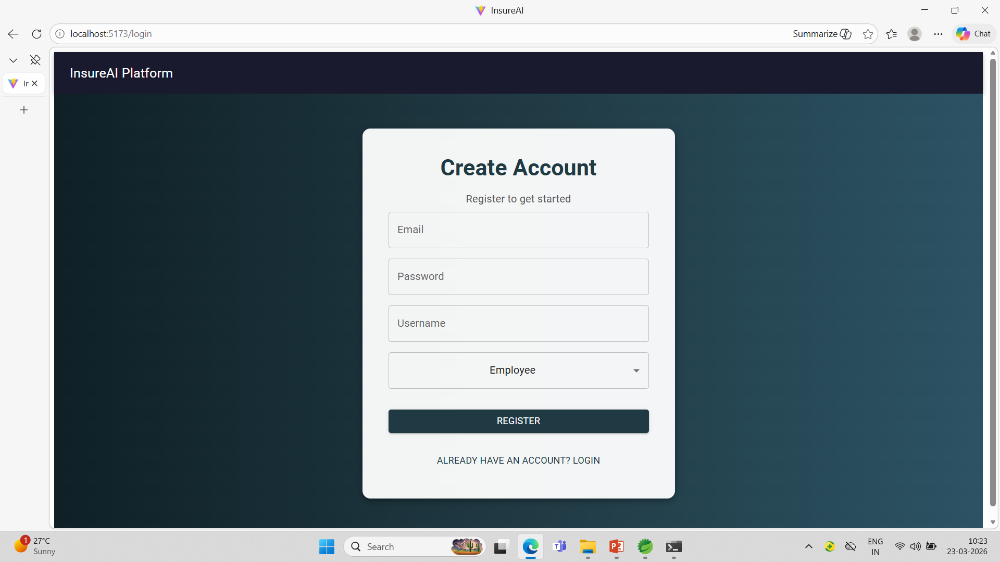 InsureAI
localhost:5173/login
Summarize
Chat
In
InsureAI Platform
Create Account
Register to get started
Email
Password
Username
Employee
REGISTER
ALREADY HAVE AN ACCOUNT? LOGIN
1
27°C
Sunny
Search
ENG
IN
10:23
23-03-2026